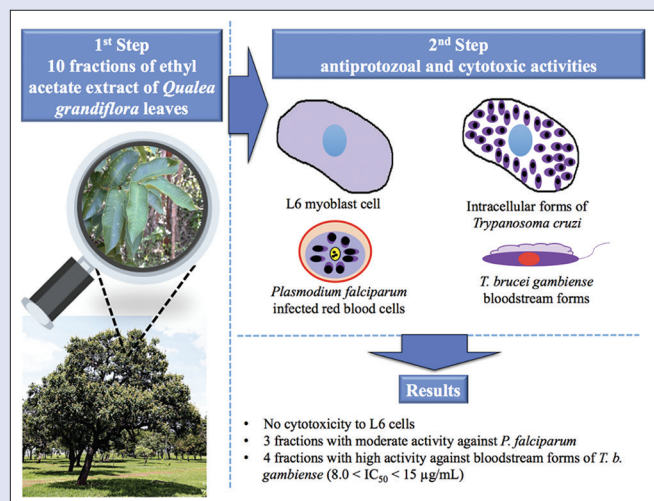 1st Step
10 fractions of ethyl
acetate extract of Qualea
grandiflora leaves
2nd Step
antiprotozoal and cytotoxic activities
L6 myoblast cell
Intracellular forms of
Trypanosoma cruzi
Plasmodium falciparum
infected red blood cells
T. brucei gambiense
bloodstream forms
Results
• No cytotoxicity to L6 cells
• 3 fractions with moderate activity against P. falciparum
• 4 fractions with high activity against bloodstream forms of T. b.
gambiense (8.0 < IC50 < 15 µg/mL)